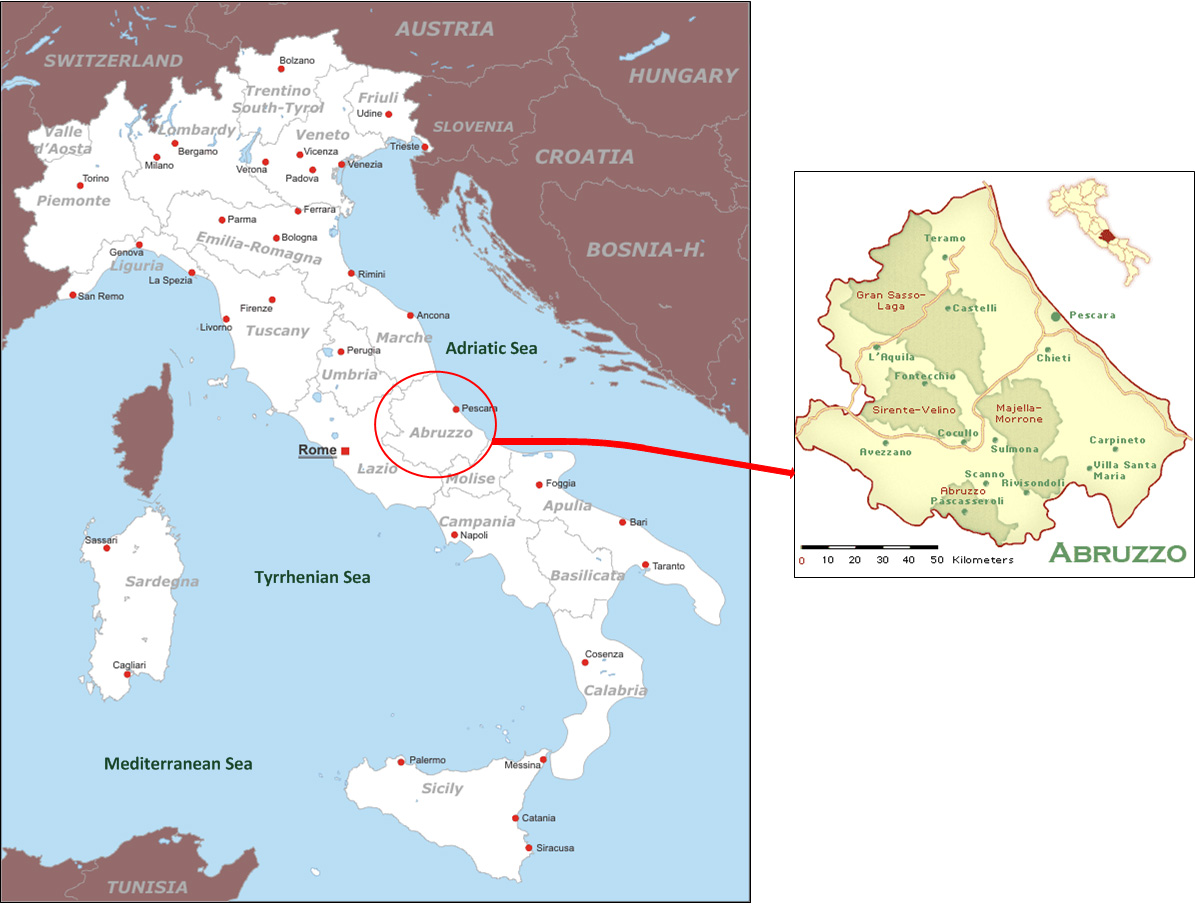 AUSTRIA
SWITZERLAND
HUNGARY
Bolzano
Trentino
South-Tyrol
Friuli
Udine
SLOVENIA
Valle
d'Aosta
Lombardy
Veneto
Bergamo
Milano
Vicenza
Verona
Padova
Venezia
Trieste
CROATIA
Torino
Piemonte
Parma
Ferrara
Emilia-Romagna
Bologna
BOSNIA-H.
Genova
Liguria
La Spezia
Rimini
San Remo
Firenze
Livorno
Tuscany
Ancona
Marche
Adriatic Sea
Perugia
Umbria
Pescara
Abruzzo
Rome
Lazio
Molise
Foggia
Apulia
Campania
Napoli
Bari
Sassari
Sardegna
Tyrrhenian Sea
Basilicata
Taranto
Cagliari
Cosenza
Calabria
Mediterranean Sea
Palermo
Messina
Sicily
Catania
Siracusa
TUNISIA
Teramo
Gran Sasso-
Laga
Castelli
Pescara
L'Aquila
Chieti
Fontecchio
Sirente-Velino
Majella-
Morrone
Cocullo
Sulmona
Carpineto
Avezzano
Scanno
Rivisondoli
Villa Santa
Maria
Abruzzo
Pascasseroli
0 10 20 30 40 50 Kilometers
ABRUZZO